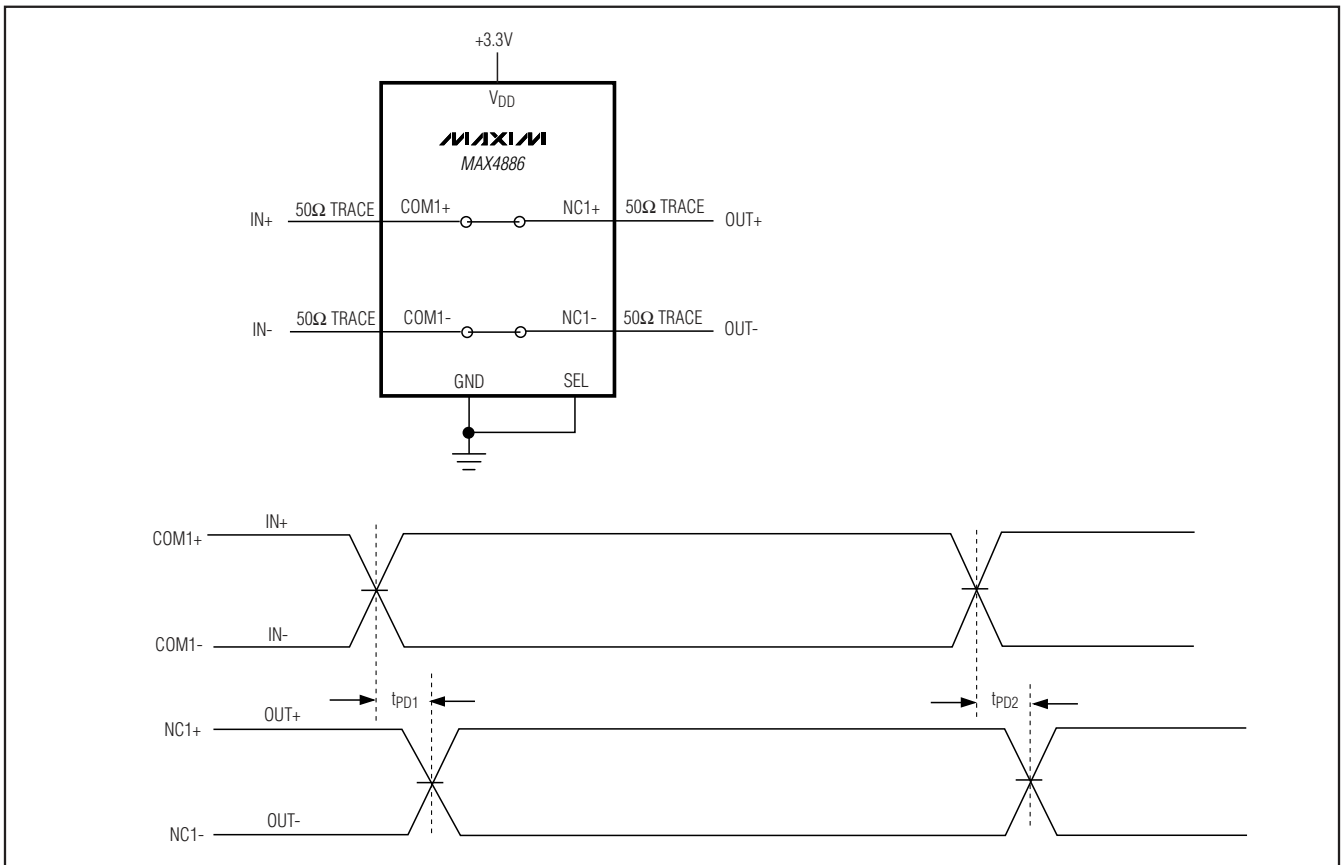 +3.3V
VDD
MAXIM
MAX4886
IN+ 50Ω TRACE COM1+ NC1+ 50Ω TRACE OUT+
IN- 50Ω TRACE COM1- NC1- 50Ω TRACE OUT-
GND SEL
COM1+ IN+
COM1- IN-
tPD1 tPD2
NC1+ OUT+
NC1- OUT-